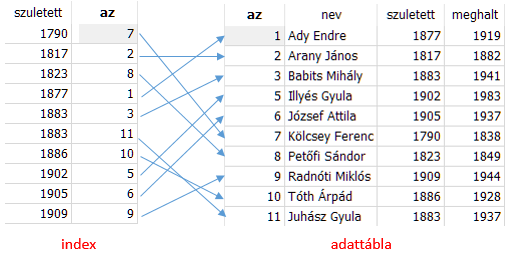 szuletett az
1790 7
1817 2
1823 8
1877 1
1883 3
1883 11
1886 10
1902 5
1905 6
1909 9
index
az nev szuletett meghalt
1 Ady Endre 1877 1919
2 Arany János 1817 1882
3 Babits Mihály 1883 1941
5 Illyés Gyula 1902 1983
6 József Attila 1905 1937
7 Kölcsey Ferenc 1790 1838
8 Petőfi Sándor 1823 1849
9 Radnóti Miklós 1909 1944
10 Tóth Árpád 1886 1928
11 Juhász Gyula 1883 1937
adattábla